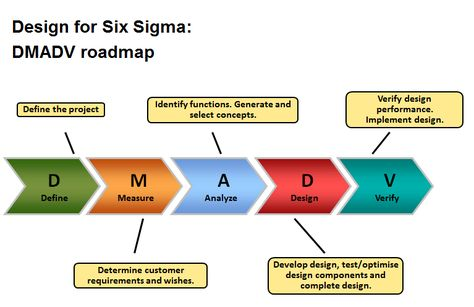 Design for Six Sigma:
DMADV roadmap
Define the project
Identify functions. Generate and
select concepts.
Verify design
performance.
Implement design.
D
Define
M
Measure
A
Analyze
D
Design
V
Verify
Determine customer
requirements and wishes.
Develop design, test/optimise
design components and
complete design.